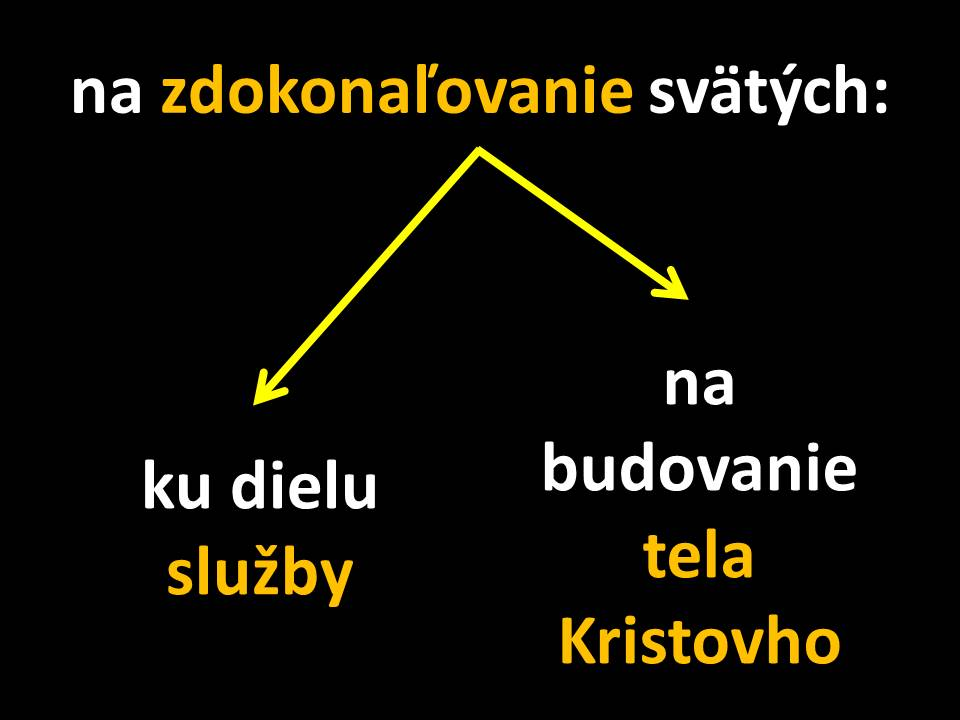 na zdokonaľovanie svätých:
ku dielu
služby
na
budovanie
tela
Kristovho